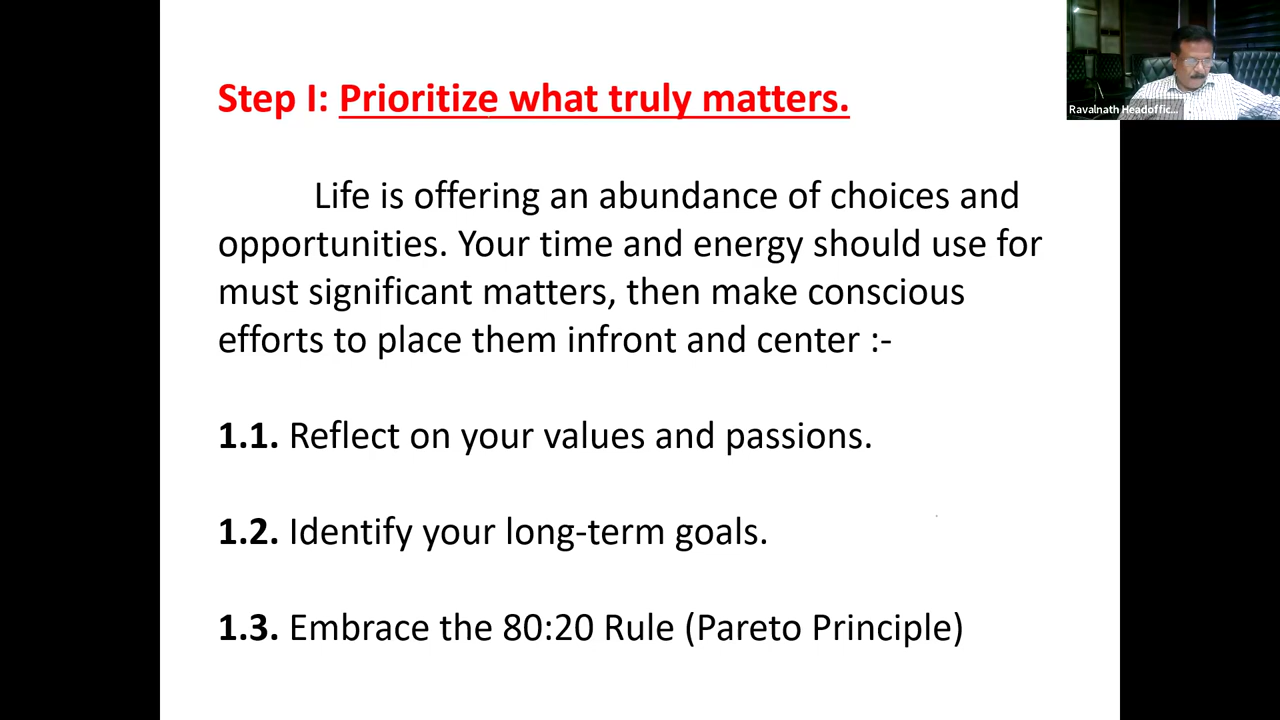 Step I: Prioritize what truly matters.
Ravalnath Headoffic...
Life is offering an abundance of choices and
opportunities. Your time and energy should use for
must significant matters, then make conscious
efforts to place them infront and center :-
1.1. Reflect on your values and passions.
1.2. Identify your long-term goals.
1.3. Embrace the 80:20 Rule (Pareto Principle)